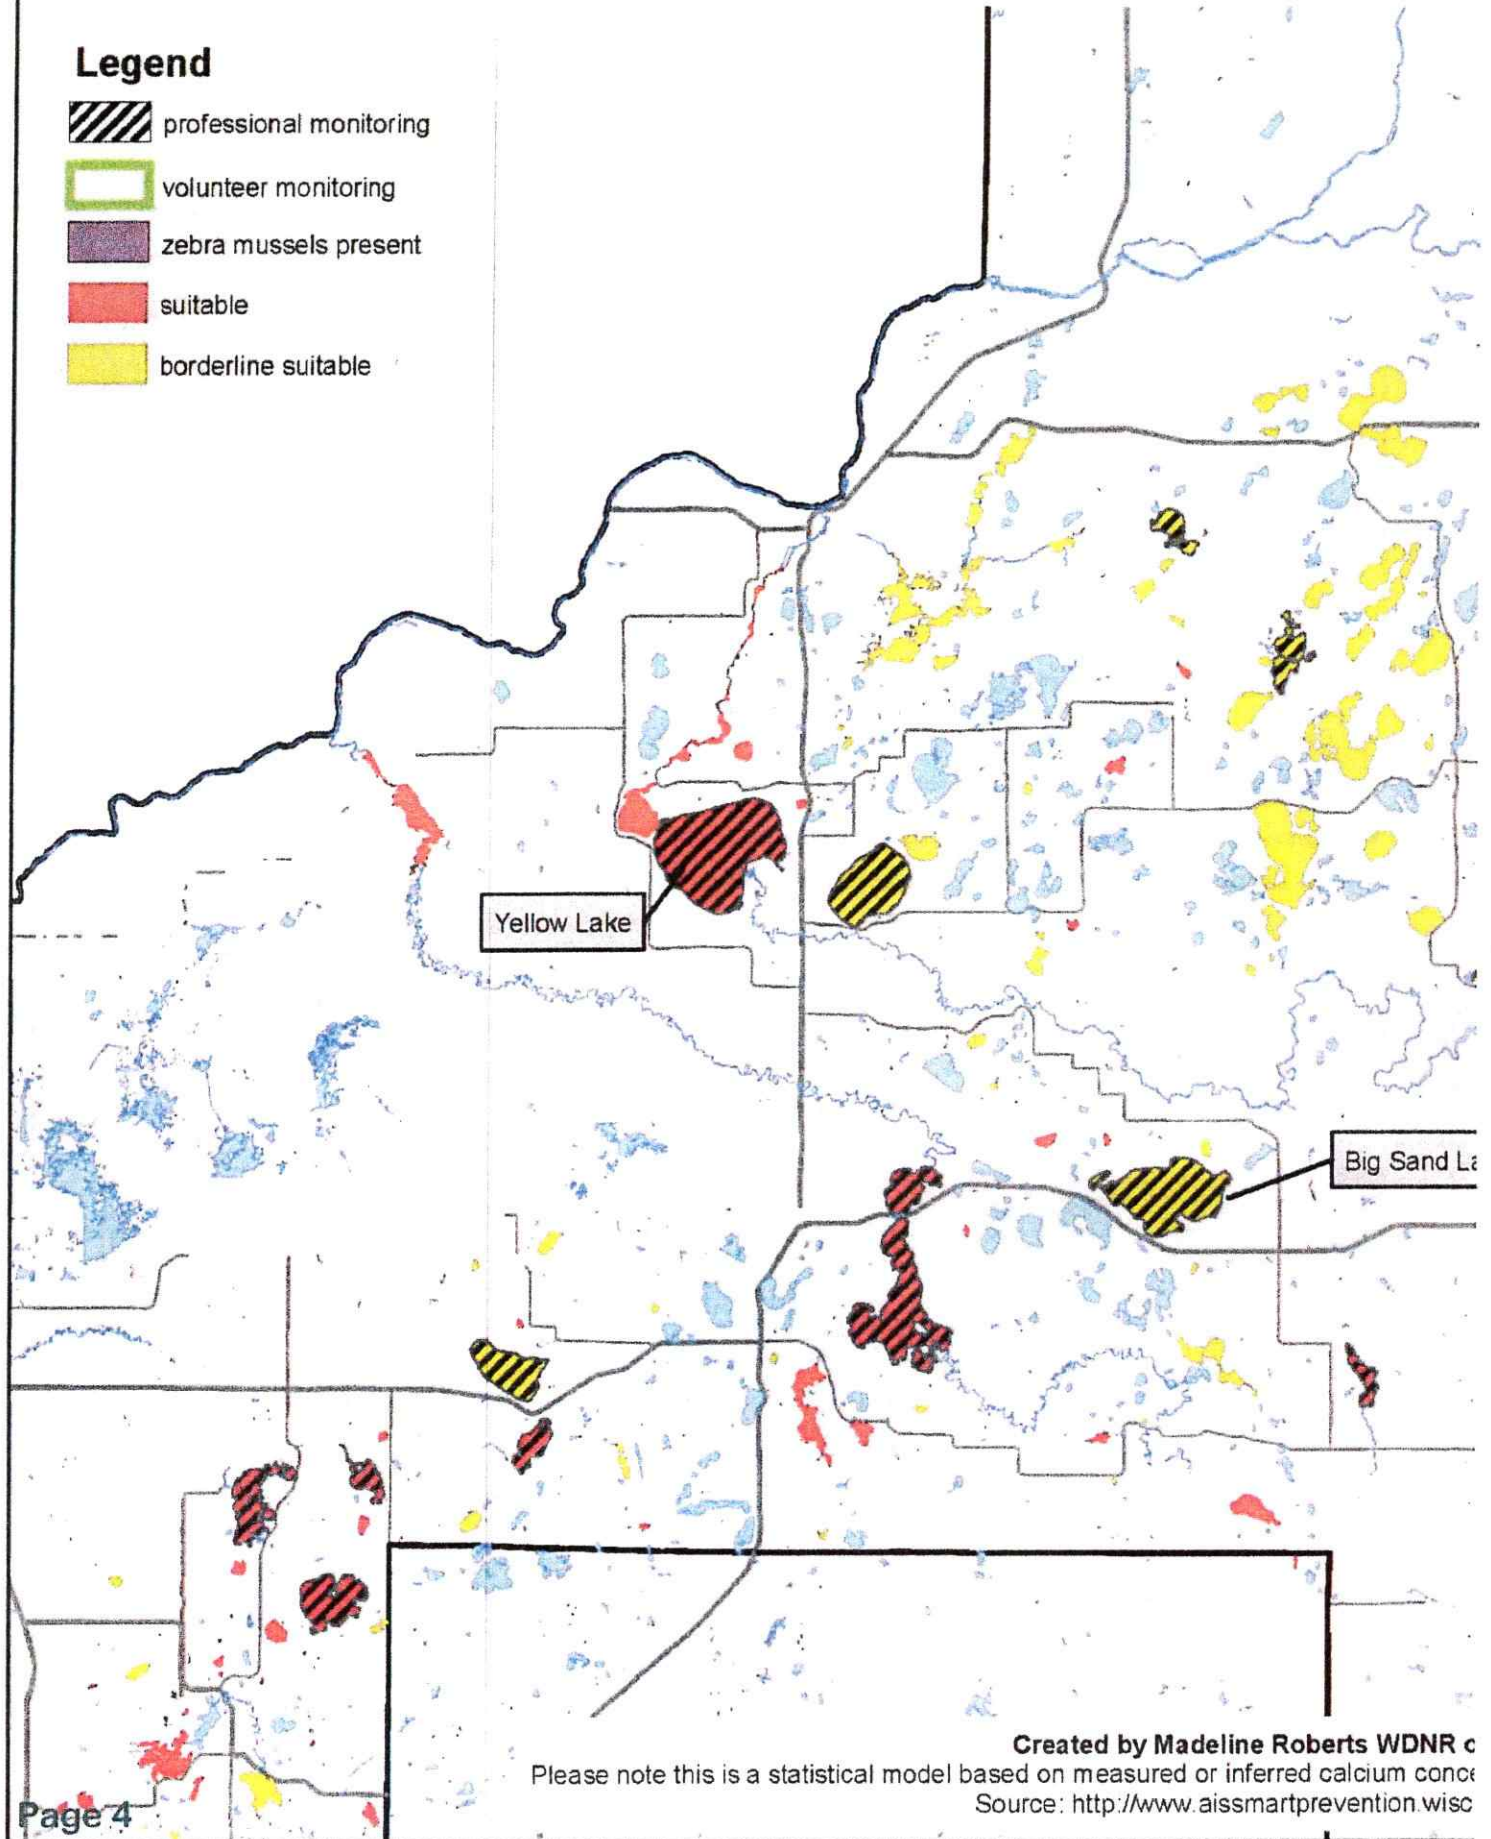 Legend
professional monitoring
volunteer monitoring
zebra mussels present
suitable
borderline suitable
Yellow Lake
Big Sand La
Created by Madeline Roberts WDNR c
Please note this is a statistical model based on measured or inferred calcium conce
Source: http://www.aissmartprevention.wisc
Page 4